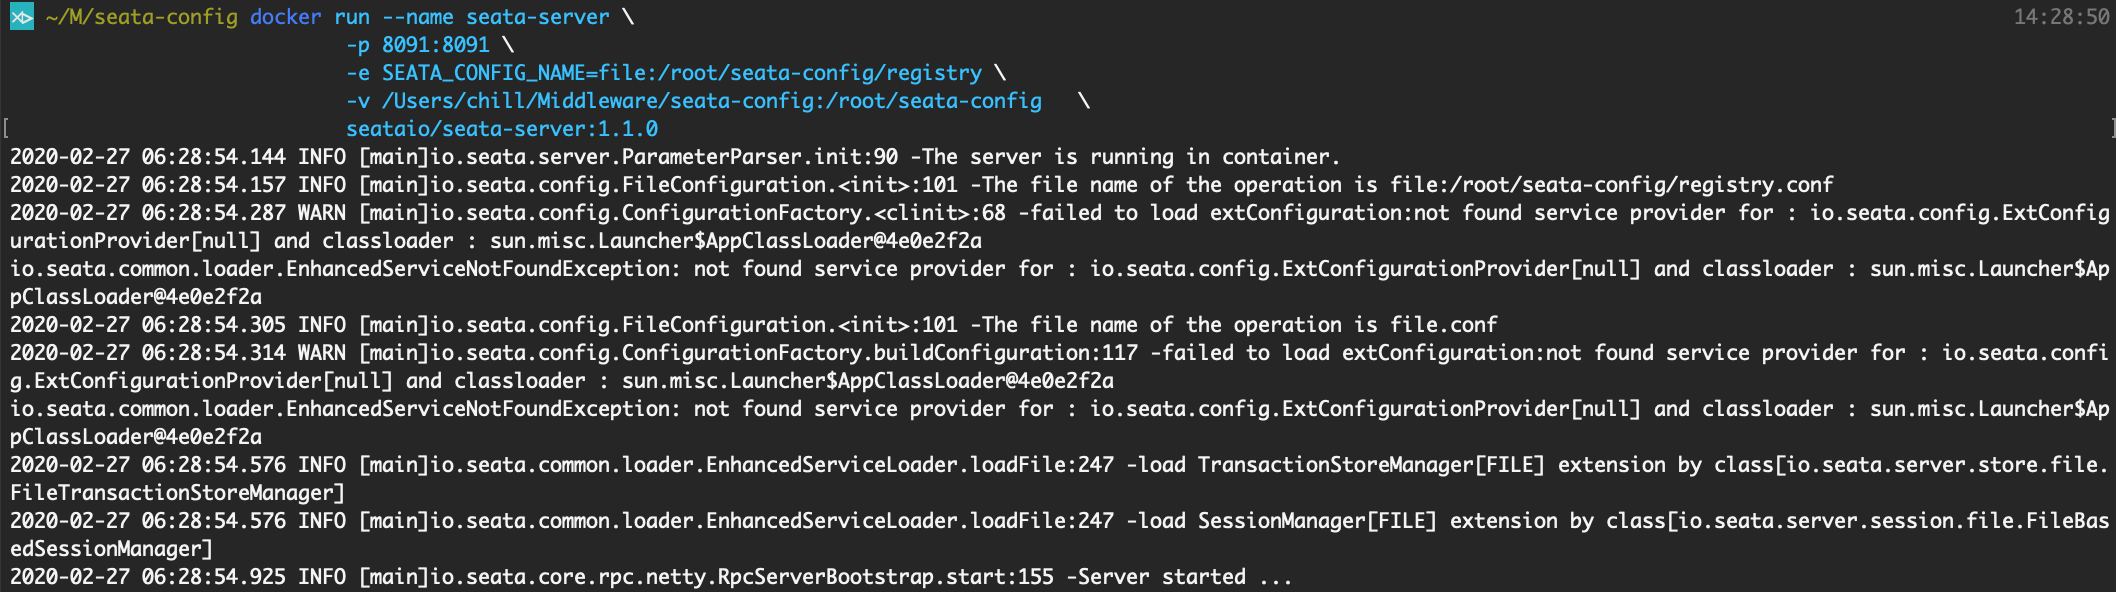 ~/M/seata-config docker run --name seata-server \ 14:28:50
-p 8091:8091 \
-e SEATA_CONFIG_NAME=file:/root/seata-config/registry \
-v /Users/chill/Middleware/seata-config:/root/seata-config \
[ seataio/seata-server:1.1.0 ]
2020-02-27 06:28:54.144 INFO [main]io.seata.server.ParameterParser.init:90 -The server is running in container.
2020-02-27 06:28:54.157 INFO [main]io.seata.config.FileConfiguration.<init>:101 -The file name of the operation is file:/root/seata-config/registry.conf
2020-02-27 06:28:54.287 WARN [main]io.seata.config.ConfigurationFactory.<clinit>:68 -failed to load extConfiguration:not found service provider for : io.seata.config.ExtConfig
urationProvider[null] and classloader : sun.misc.Launcher$AppClassLoader@4e0e2f2a
io.seata.common.loader.EnhancedServiceNotFoundException: not found service provider for : io.seata.config.ExtConfigurationProvider[null] and classloader : sun.misc.Launcher$Ap
pClassLoader@4e0e2f2a
2020-02-27 06:28:54.305 INFO [main]io.seata.config.FileConfiguration.<init>:101 -The file name of the operation is file.conf
2020-02-27 06:28:54.314 WARN [main]io.seata.config.ConfigurationFactory.buildConfiguration:117 -failed to load extConfiguration:not found service provider for : io.seata.confi
g.ExtConfigurationProvider[null] and classloader : sun.misc.Launcher$AppClassLoader@4e0e2f2a
io.seata.common.loader.EnhancedServiceNotFoundException: not found service provider for : io.seata.config.ExtConfigurationProvider[null] and classloader : sun.misc.Launcher$Ap
pClassLoader@4e0e2f2a
2020-02-27 06:28:54.576 INFO [main]io.seata.common.loader.EnhancedServiceLoader.loadFile:247 -load TransactionStoreManager[FILE] extension by class[io.seata.server.store.file.
FileTransactionStoreManager]
2020-02-27 06:28:54.576 INFO [main]io.seata.common.loader.EnhancedServiceLoader.loadFile:247 -load SessionManager[FILE] extension by class[io.seata.server.session.file.FileBas
edSessionManager]
2020-02-27 06:28:54.925 INFO [main]io.seata.core.rpc.netty.RpcServerBootstrap.start:155 -Server started ...